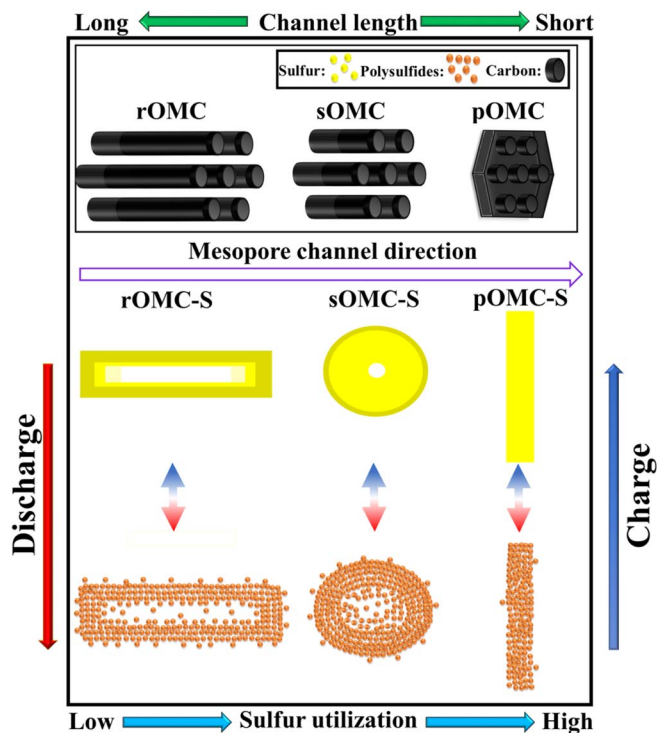 Long Channel length Short
Sulfur: Polysulfides: Carbon:
rOMC sOMC pOMC
Mesopore channel direction
rOMC-S sOMC-S pOMC-S
Discharge
Charge
Low Sulfur utilization High